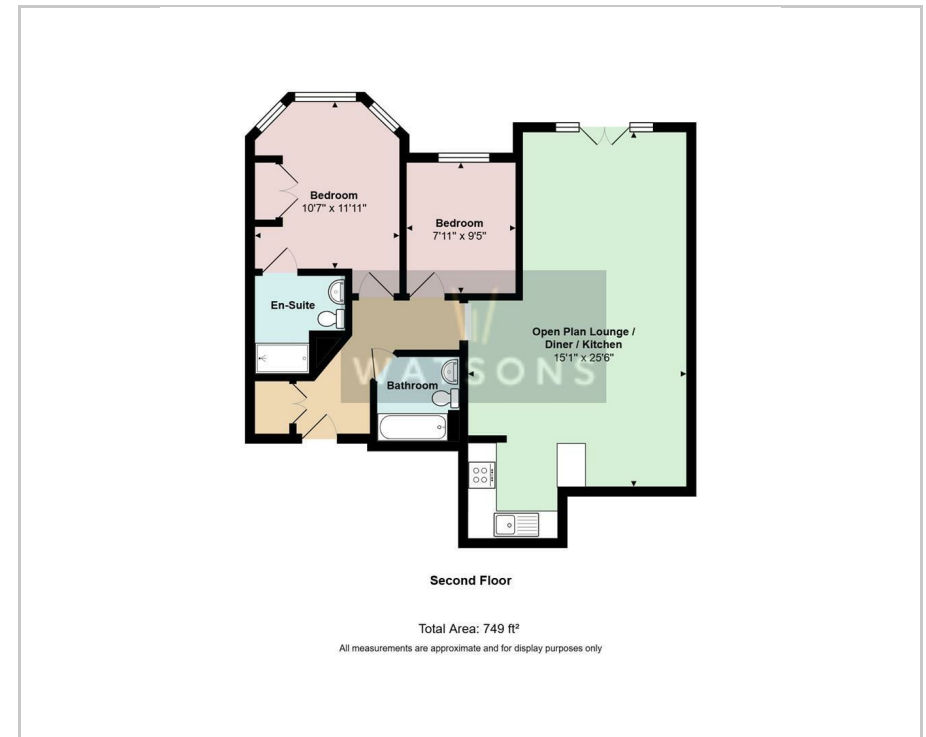 Bedroom
10'7" x 11'11"
Bedroom
7'11" x 9'5"
En-Suite
Open Plan Lounge /
Diner / Kitchen
15'1" x 25'6"
WATSONS
Bathroom
Second Floor
Total Area: 749 ft²
All measurements are approximate and for display purposes only